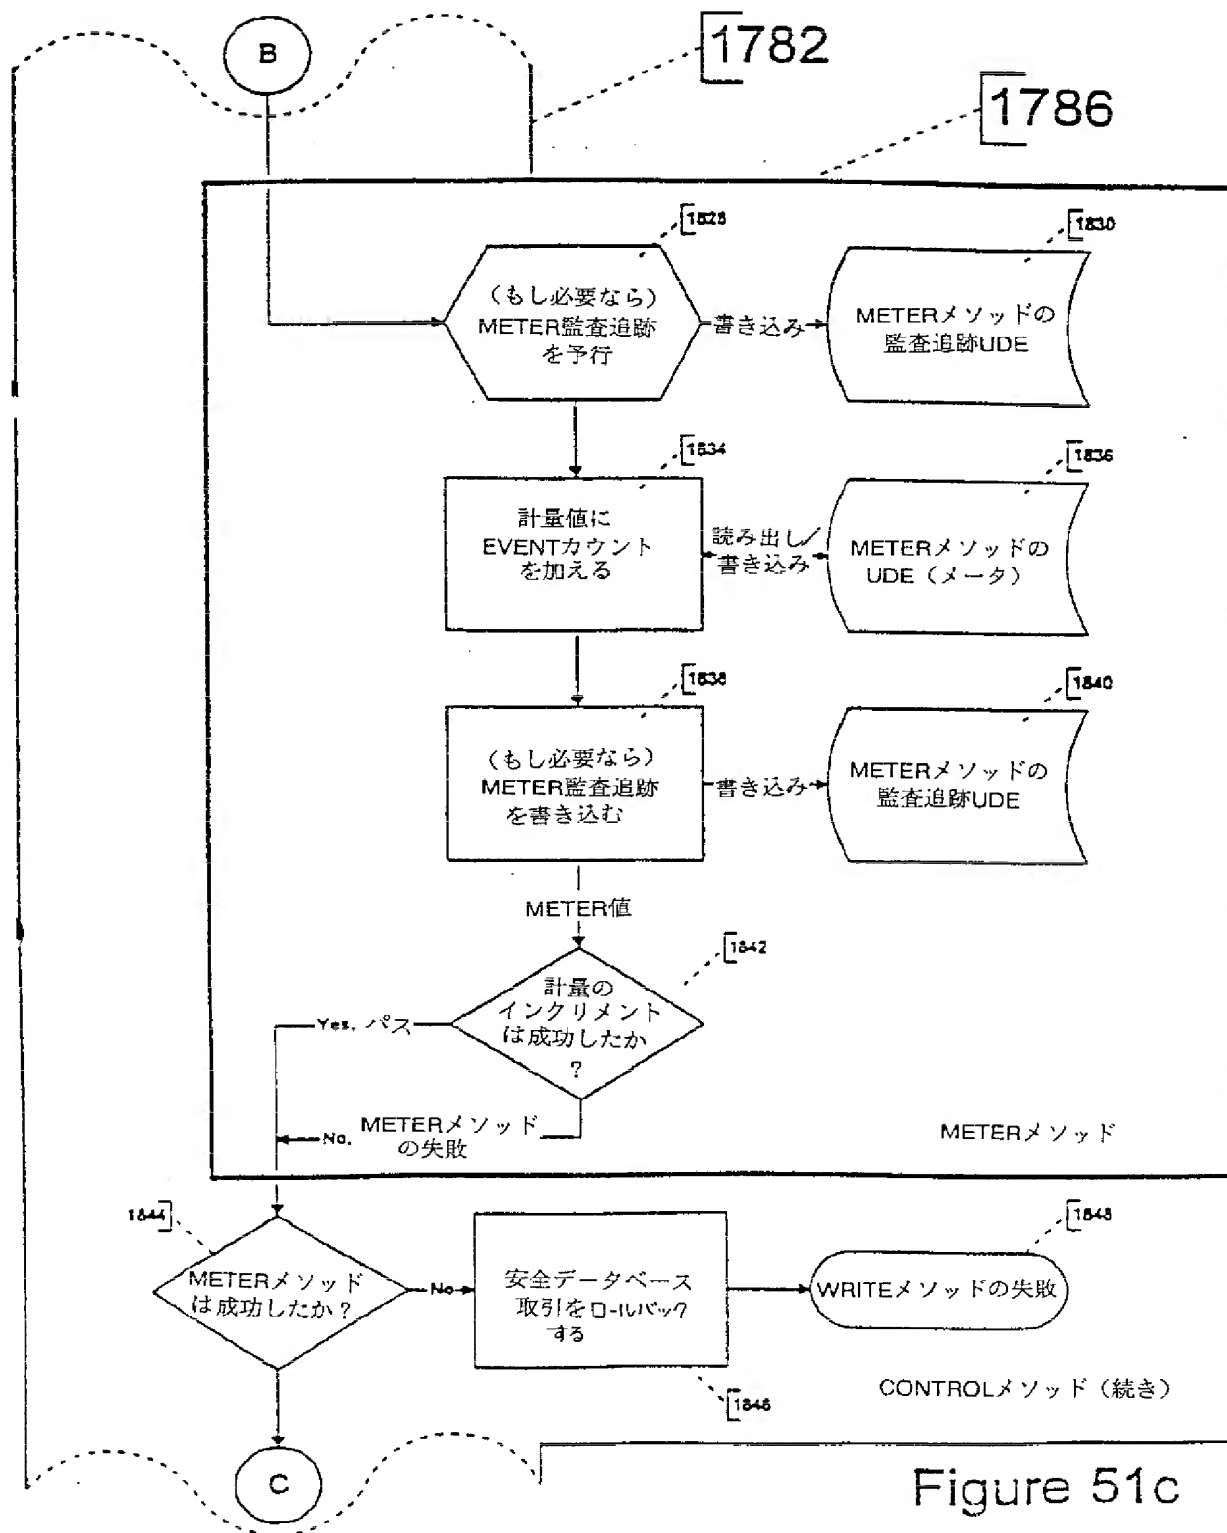 B
1782
1786
1828
1830
（もし必要なら）
METER監査追跡
を予行
書き込み
METERメソッドの
監査追跡UDE
1834
1836
計量値に
EVENTカウント
を加える
読み出し／
書き込み
METERメソッドの
UDE（メータ）
1838
1840
（もし必要なら）
METER監査追跡
を書き込む
書き込み
METERメソッドの
監査追跡UDE
METER値
1842
計量の
インクリメント
は成功したか
？
Yes, パス
No,
METERメソッド
の失敗
METERメソッド
1844
METERメソッド
は成功したか？
No
安全データベース
取引をロールバック
する
1848
WRITEメソッドの失敗
1846
CONTROLメソッド（続き）
C
Figure 51c